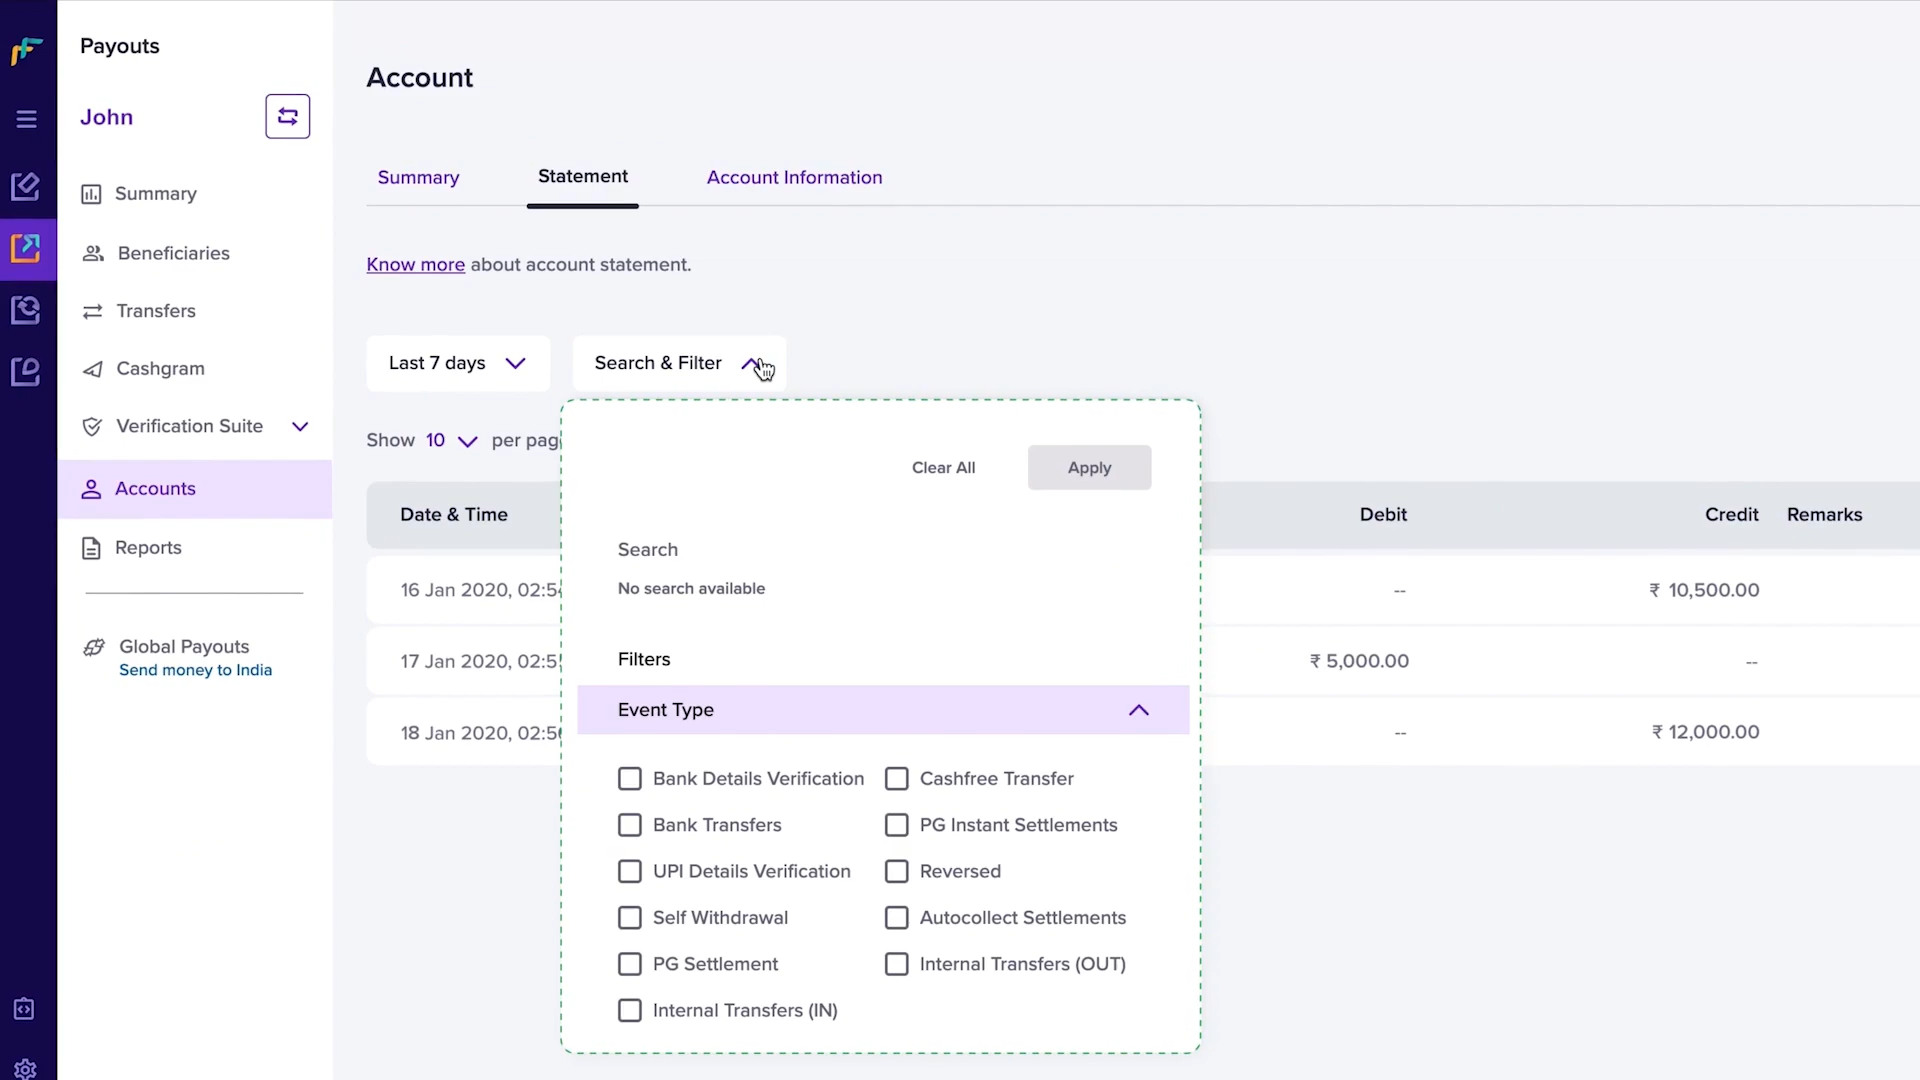 Payouts
John
Summary
Beneficiaries
Transfers
Cashgram
Verification Suite
Accounts
Reports
Global Payouts
Send money to India
Account
Summary Statement Account Information
Know more about account statement.
Last 7 days Search & Filter
Show 10 per pag
Clear All Apply
Date & Time Debit Credit Remarks
Search
No search available
16 Jan 2020, 02:5 -- ₹ 10,500.00
17 Jan 2020, 02:5 ₹ 5,000.00 --
18 Jan 2020, 02:5 -- ₹ 12,000.00
Filters
Event Type
Bank Details Verification Cashfree Transfer
Bank Transfers PG Instant Settlements
UPI Details Verification Reversed
Self Withdrawal Autocollect Settlements
PG Settlement Internal Transfers (OUT)
Internal Transfers (IN)